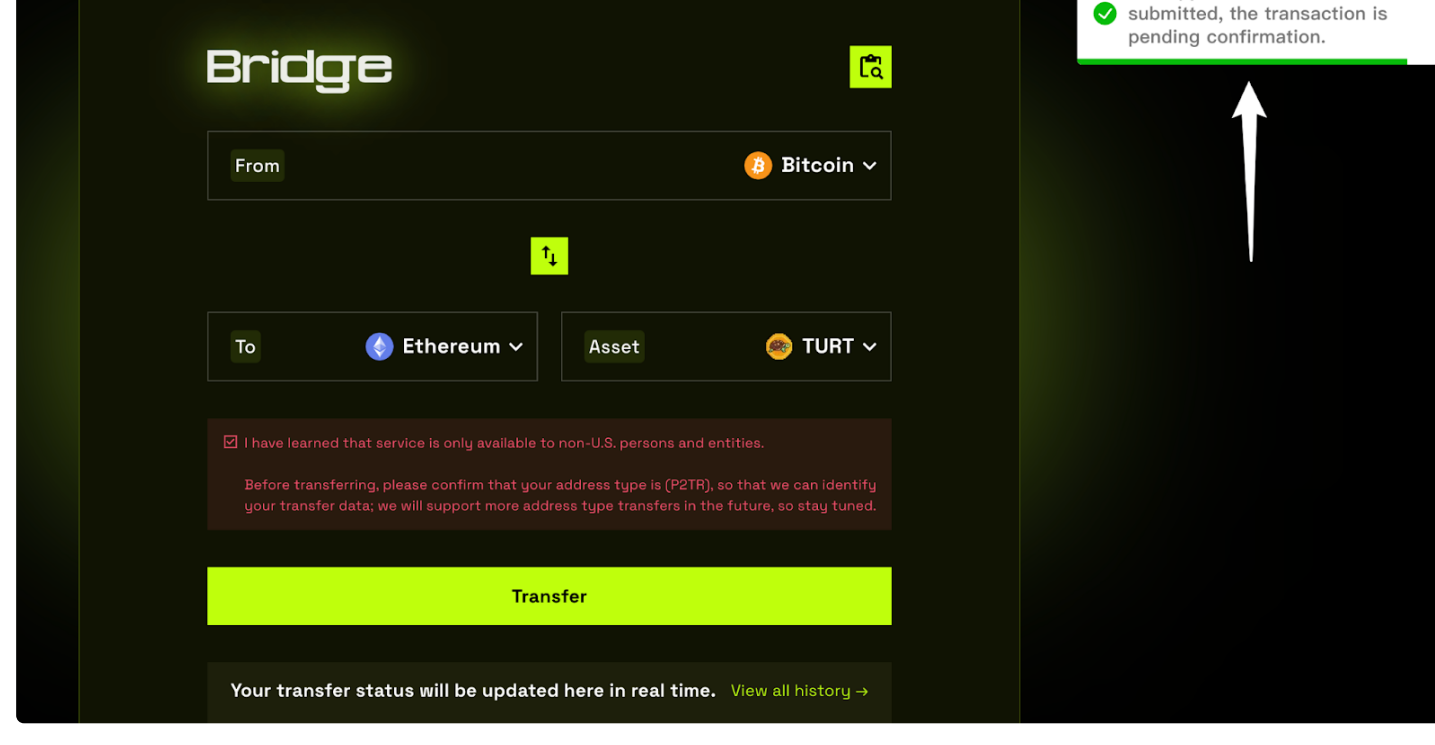 submitted, the transaction is
pending confirmation.
Bridge
From
Bitcoin
To
Ethereum
Asset
TURT
I have learned that service is only available to non-U.S. persons and entities.
Before transferring, please confirm that your address type is (P2TR), so that we can identify
your transfer data; we will support more address type transfers in the future, so stay tuned.
Transfer
Your transfer status will be updated here in real time. View all history →